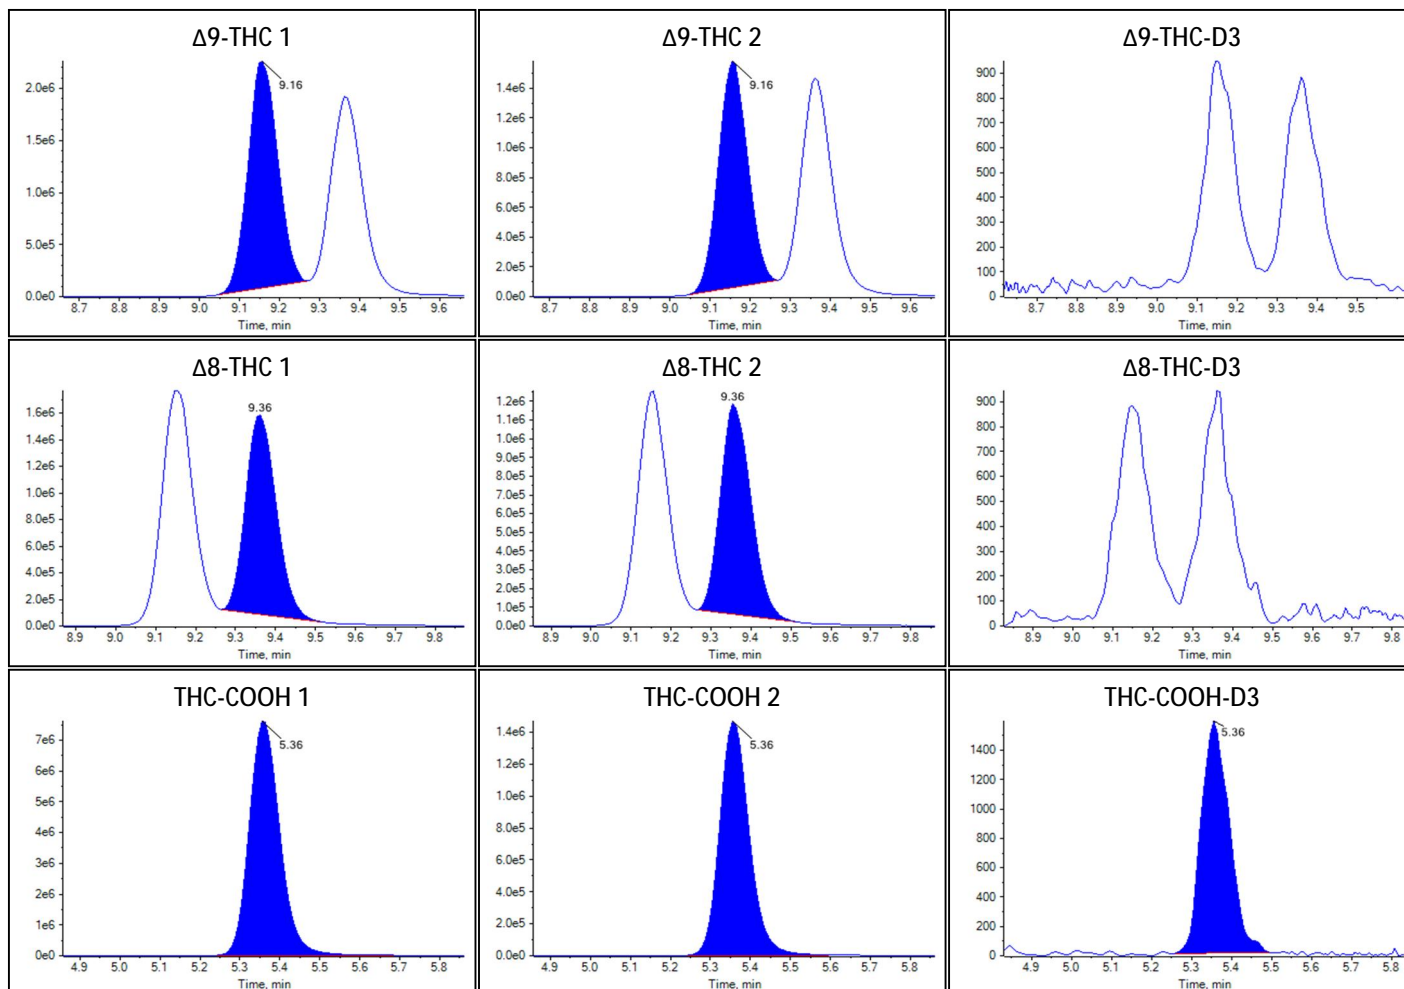 Δ9-THC 1
2.0e6
1.5e6
1.0e6
5.0e5
0.0e0
9.16
8.7 8.8 8.9 9.0 9.1 9.2 9.3 9.4 9.5 9.6
Time, min
Δ9-THC 2
1.4e6
1.2e6
1.0e6
8.0e5
6.0e5
4.0e5
2.0e5
0.0e0
9.16
8.7 8.8 8.9 9.0 9.1 9.2 9.3 9.4 9.5 9.6
Time, min
Δ9-THC-D3
900
800
700
600
500
400
300
200
100
0
8.7 8.8 8.9 9.0 9.1 9.2 9.3 9.4 9.5
Time, min
Δ8-THC 1
1.6e6
1.4e6
1.2e6
1.0e6
8.0e5
6.0e5
4.0e5
2.0e5
0.0e0
9.36
8.9 9.0 9.1 9.2 9.3 9.4 9.5 9.6 9.7 9.8
Time, min
Δ8-THC 2
1.2e6
1.1e6
1.0e6
9.0e5
8.0e5
7.0e5
6.0e5
5.0e5
4.0e5
3.0e5
2.0e5
1.0e5
0.0e0
9.36
8.9 9.0 9.1 9.2 9.3 9.4 9.5 9.6 9.7 9.8
Time, min
Δ8-THC-D3
900
800
700
600
500
400
300
200
100
0
8.9 9.0 9.1 9.2 9.3 9.4 9.5 9.6 9.7 9.8
Time, min
THC-COOH 1
7e6
6e6
5e6
4e6
3e6
2e6
1e6
0e0
5.36
4.9 5.0 5.1 5.2 5.3 5.4 5.5 5.6 5.7 5.8
Time, min
THC-COOH 2
1.4e6
1.2e6
1.0e6
8.0e5
6.0e5
4.0e5
2.0e5
0.0e0
5.36
4.9 5.0 5.1 5.2 5.3 5.4 5.5 5.6 5.7 5.8
Time, min
THC-COOH-D3
1400
1200
1000
800
600
400
200
0
5.36
4.9 5.0 5.1 5.2 5.3 5.4 5.5 5.6 5.7 5.8
Time, min